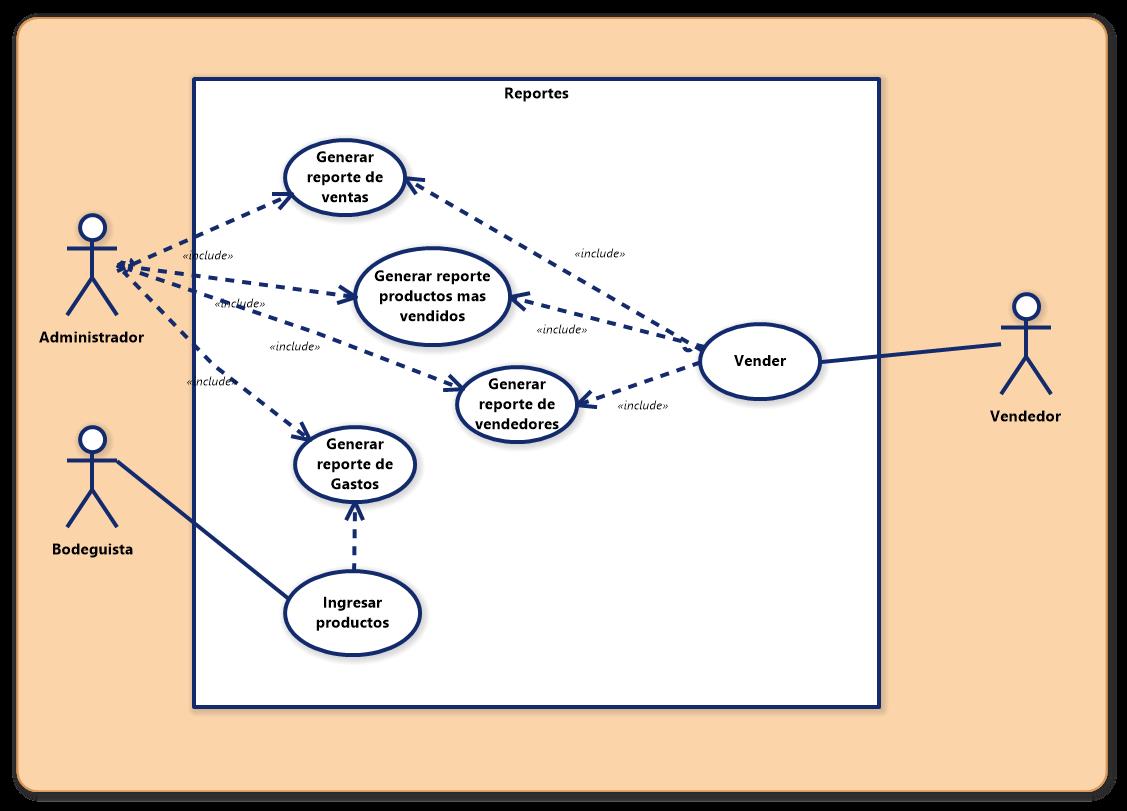 Reportes
Generar
reporte de
ventas
«include»
«include»
Generar reporte
productos mas
vendidos
«include»
«include»
Administrador
«include»
Vender
Generar
reporte de
vendedores
«include»
«include»
Vendedor
Generar
reporte de
Gastos
Bodeguista
Ingresar
productos